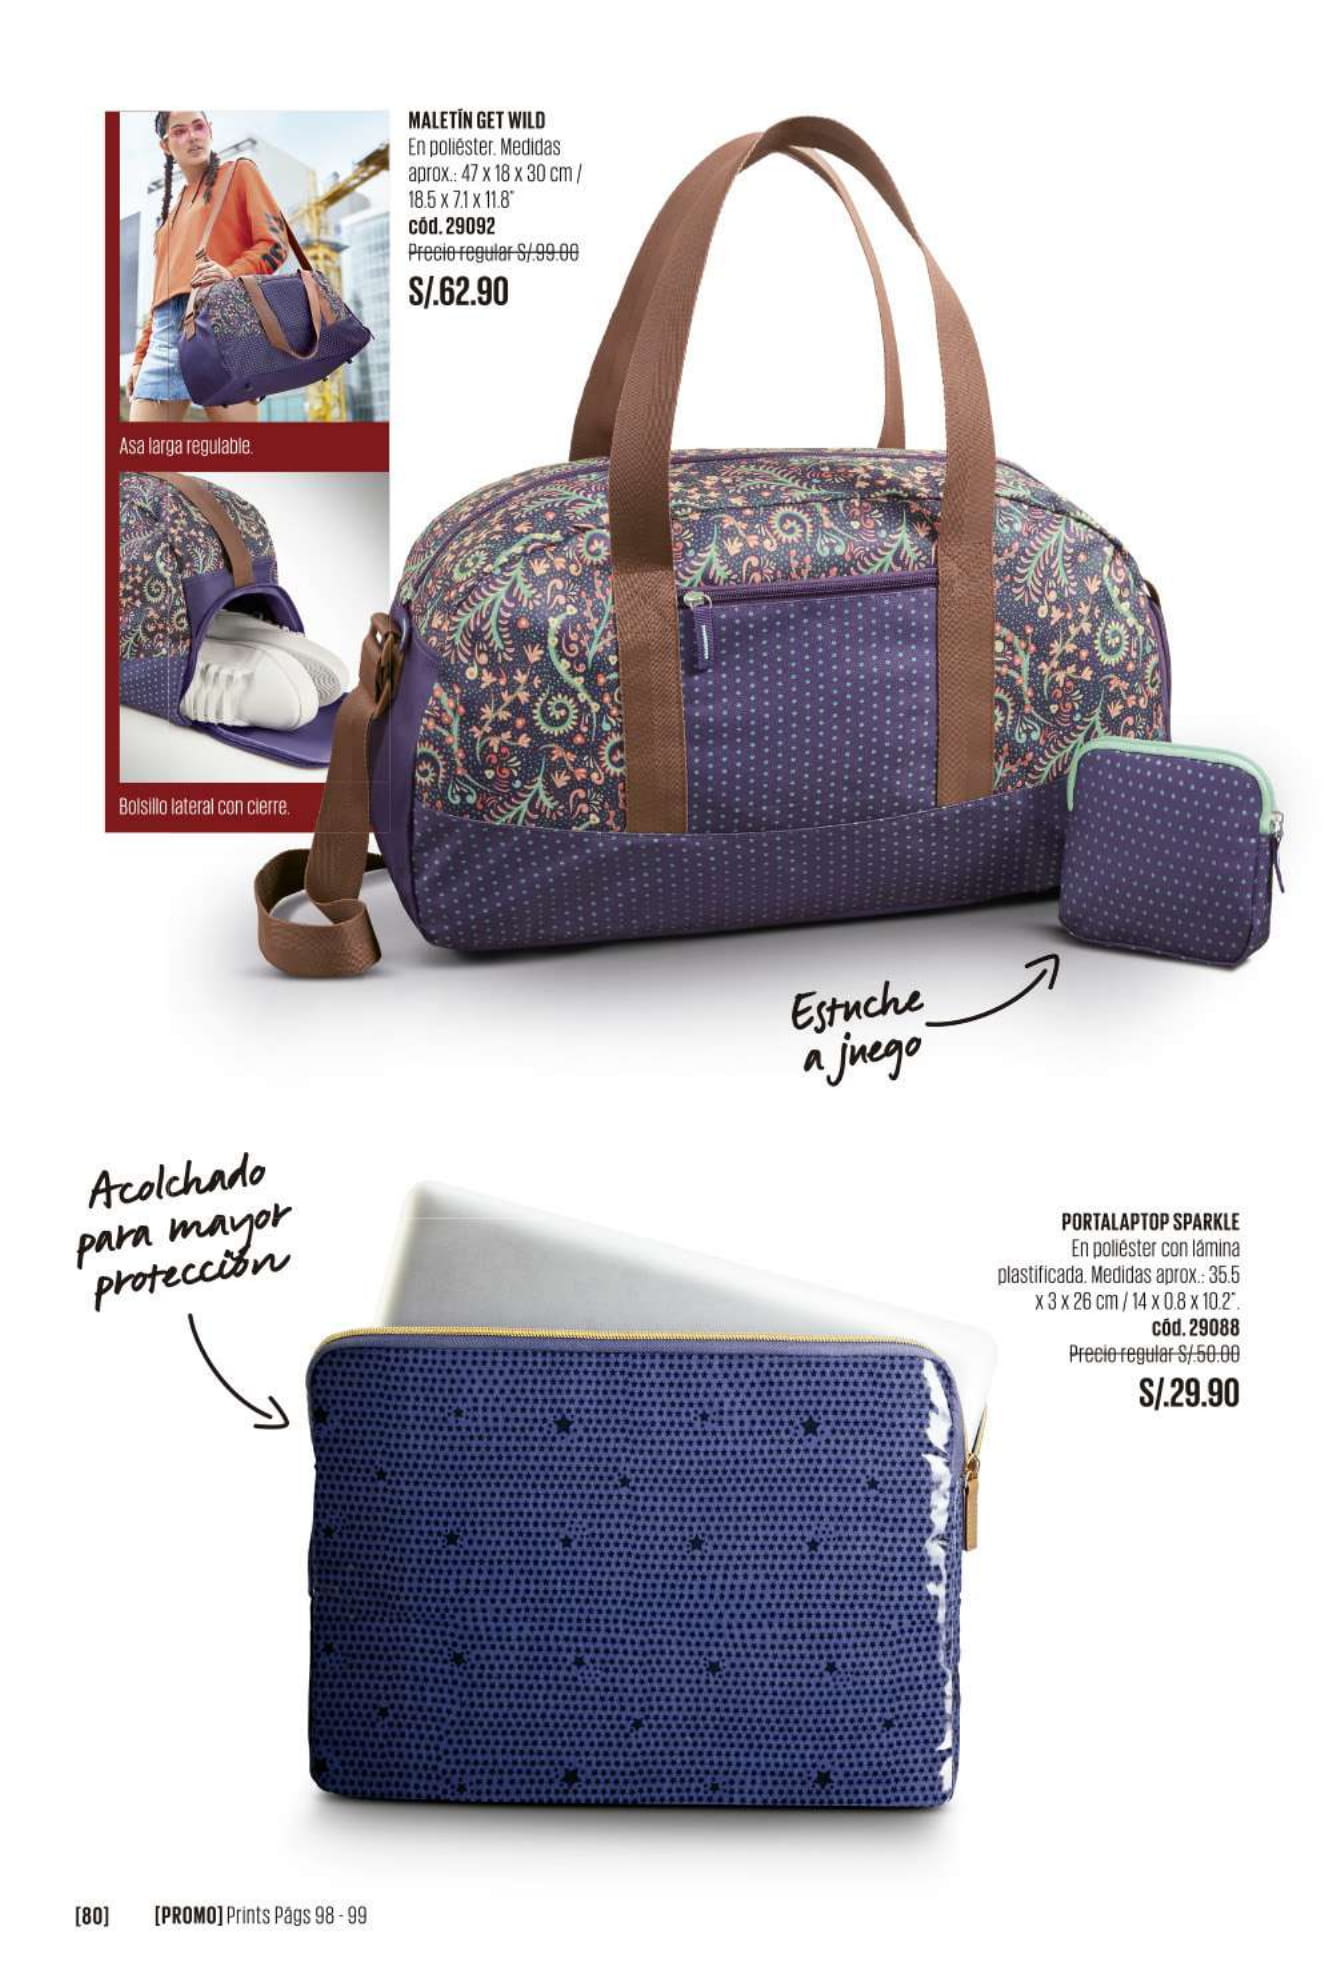 MALETÍN GET WILD
En poliéster. Medidas
aprox.: 47 x 18 x 30 cm /
18.5 x 7.1 x 11.8"
cód. 29092
Precio regular S/.99.00
S/.62.90
Asa larga regulable.
Bolsillo lateral con cierre.
Estuche
a juego
Acolchado
para mayor
protección
PORTALAPTOP SPARKLE
En poliéster con lámina
plastificada. Medidas aprox.: 35.5
x 3 x 26 cm / 14 x 0.8 x 10.2".
cód. 29088
Precio regular S/.50.00
S/.29.90
[80] [PROMO] Prints Págs 98 - 99